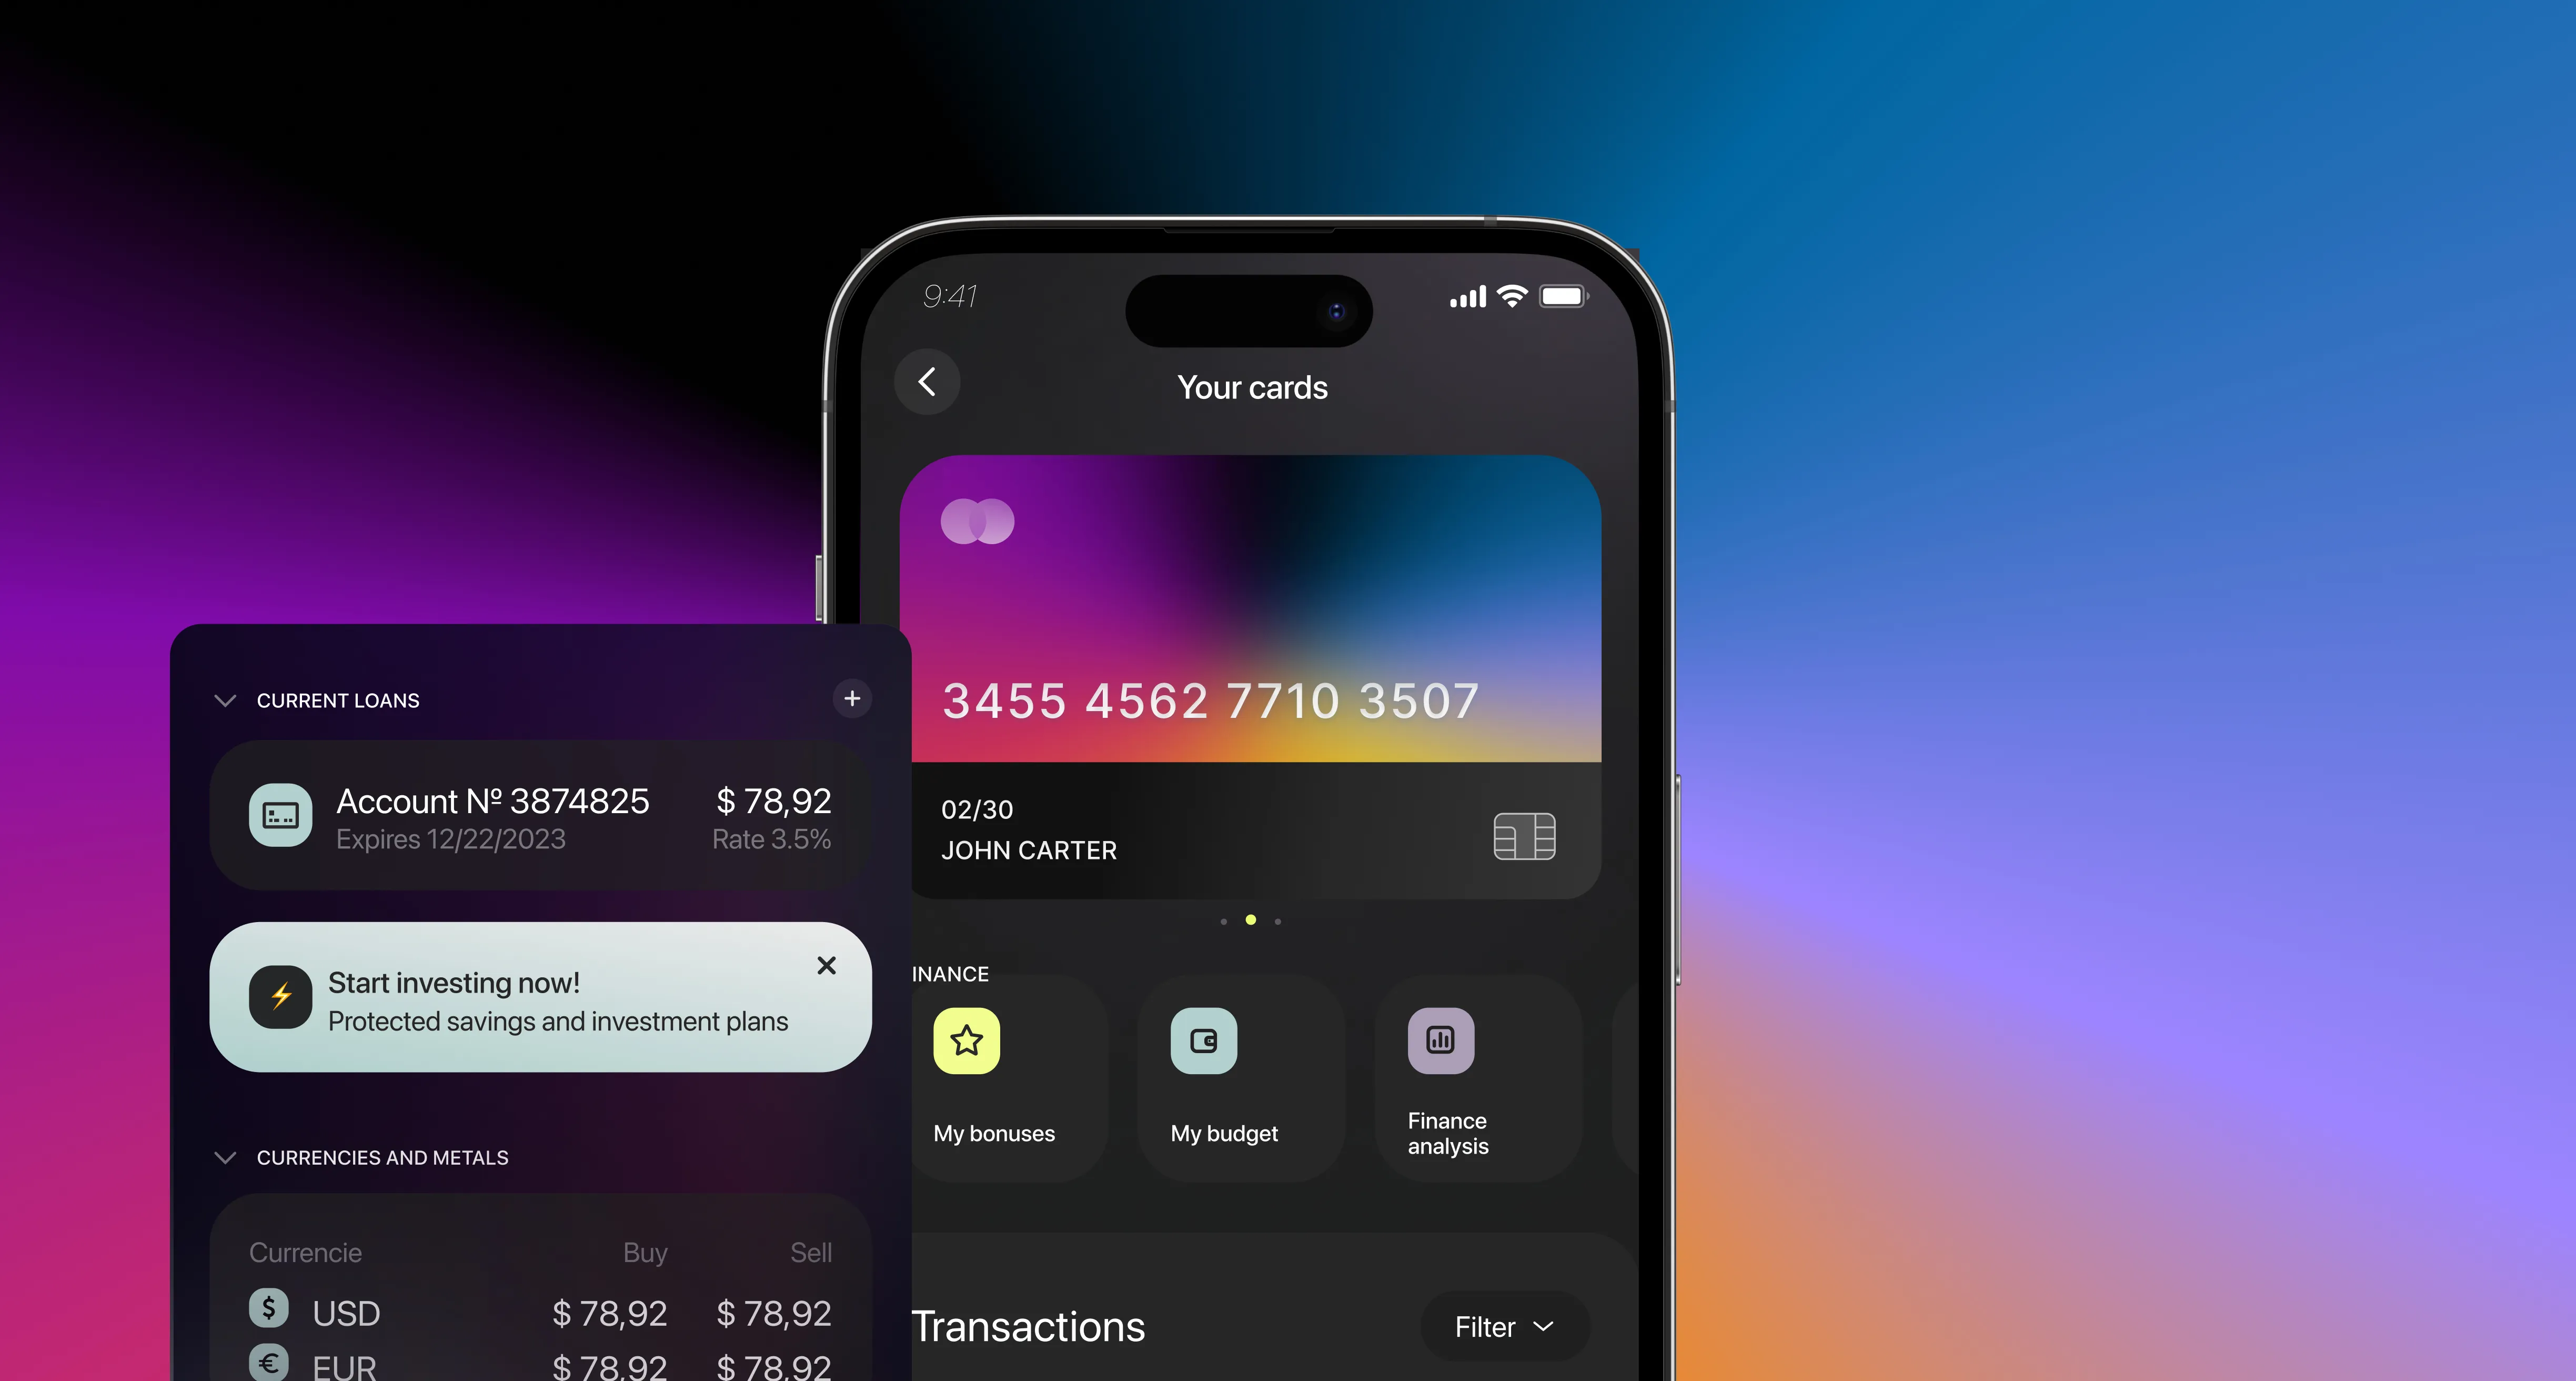 9:41
Your cards
3455 4562 7710 3507
02/30
JOHN CARTER
INANCE
My bonuses
My budget
Finance
analysis
Transactions
Filter
CURRENT LOANS
Account Nº 3874825 $ 78,92
Expires 12/22/2023 Rate 3.5%
Start investing now!
Protected savings and investment plans
CURRENCIES AND METALS
Currencie Buy Sell
$ USD $ 78,92 $ 78,92
€ EUR $ 78,92 $ 78,92